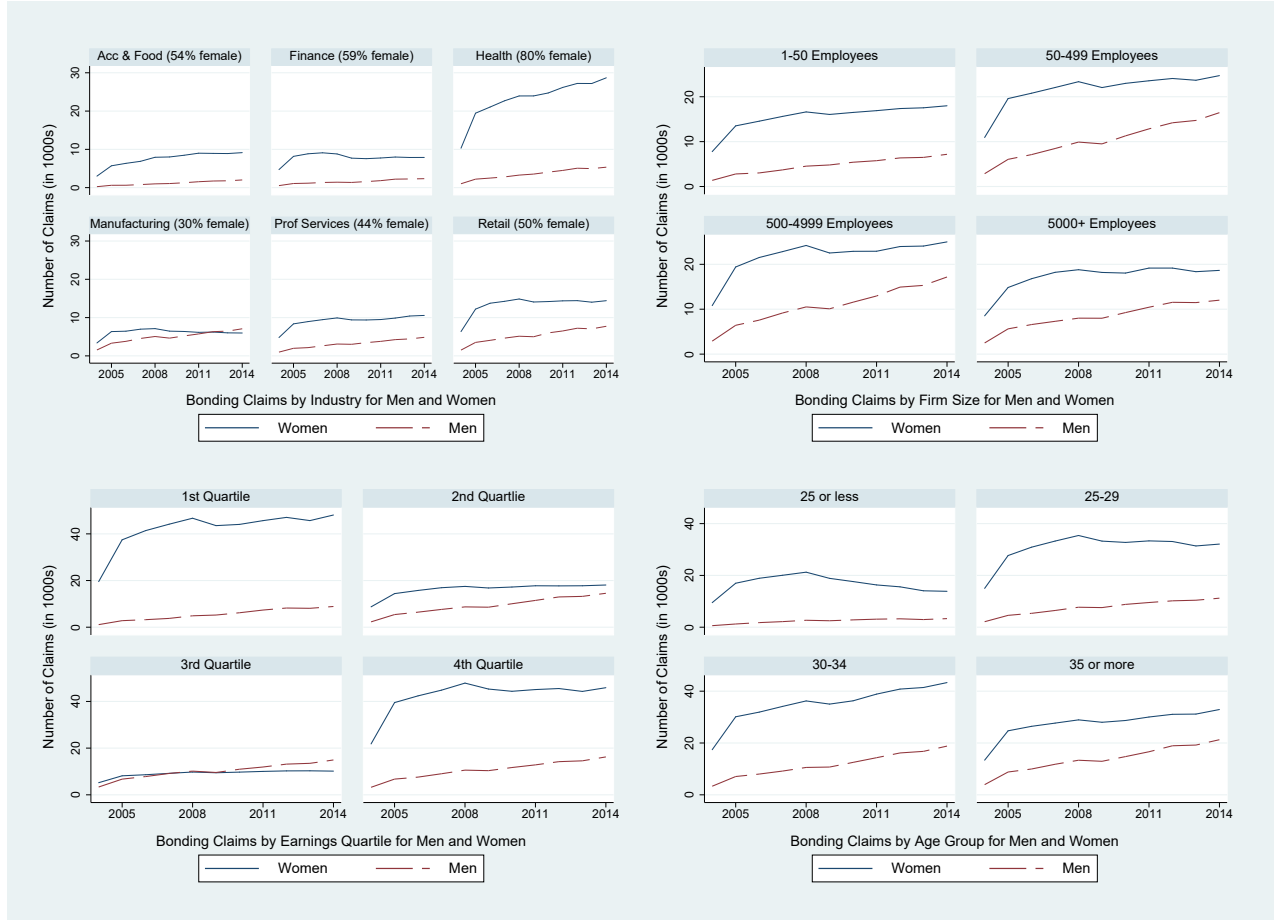 Acc & Food (54% female) Finance (59% female) Health (80% female)
Number of Claims (in 1000s)
30
20
10
0
Manufacturing (30% female) Prof Services (44% female) Retail (50% female)
30
20
10
0
2005 2008 2011 2014 2005 2008 2011 2014 2005 2008 2011 2014
Bonding Claims by Industry for Men and Women
Women Men
1-50 Employees 50-499 Employees
Number of Claims (in 1000s)
20
10
0
500-4999 Employees 5000+ Employees
20
10
0
2005 2008 2011 2014 2005 2008 2011 2014
Bonding Claims by Firm Size for Men and Women
Women Men
1st Quartile 2nd Quartlie
Number of Claims (in 1000s)
40
20
0
3rd Quartile 4th Quartile
40
20
0
2005 2008 2011 2014 2005 2008 2011 2014
Bonding Claims by Earnings Quartile for Men and Women
Women Men
25 or less 25-29
Number of Claims (in 1000s)
40
20
0
30-34 35 or more
40
20
0
2005 2008 2011 2014 2005 2008 2011 2014
Bonding Claims by Age Group for Men and Women
Women Men